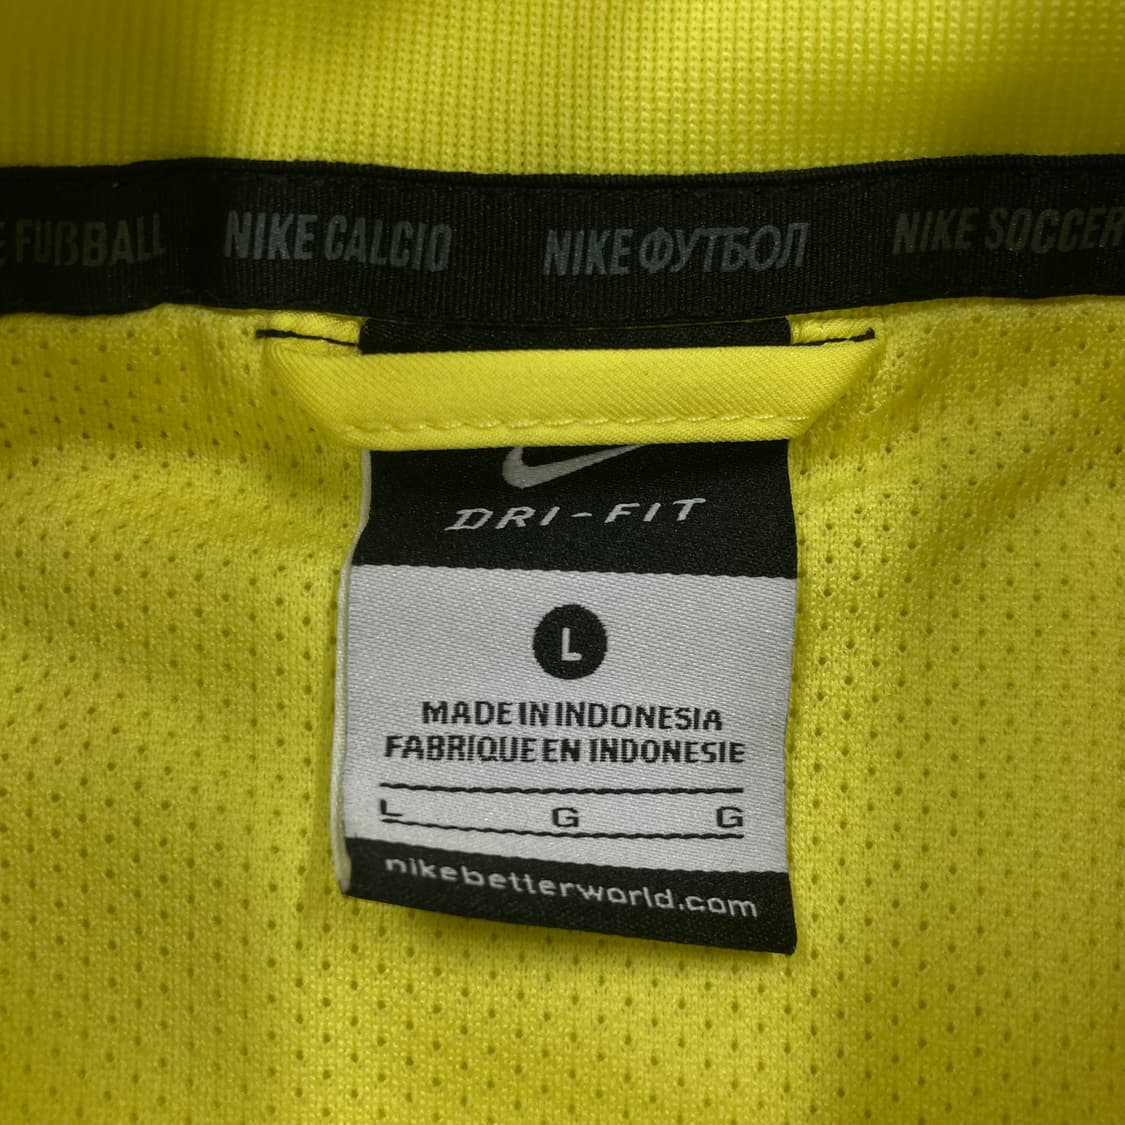 FUßBALL NIKE CALCIO NIKE ФУТБОЛ NIKE SOCCER
DRI-FIT
L
MADE IN INDONESIA
FABRIQUE EN INDONESIE
L G G
nikebetterworld.com